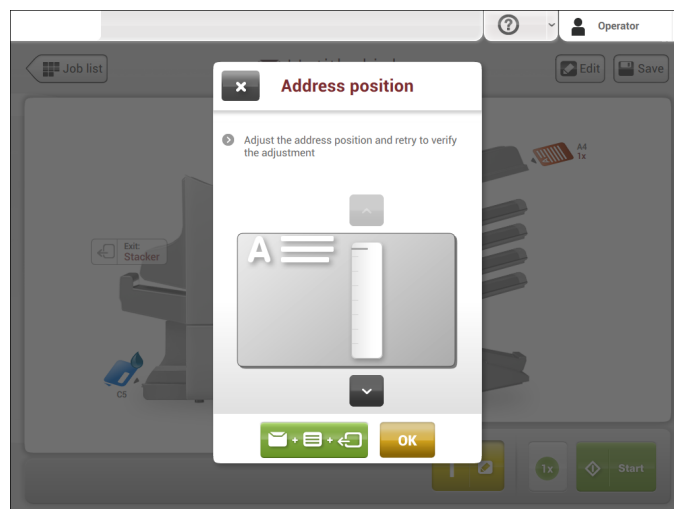 Operator
Job list
Edit
Save
Address position
Adjust the address position and retry to verify
the adjustment
A4
1x
Exit:
Stacker
A
C5
OK
1x
Start